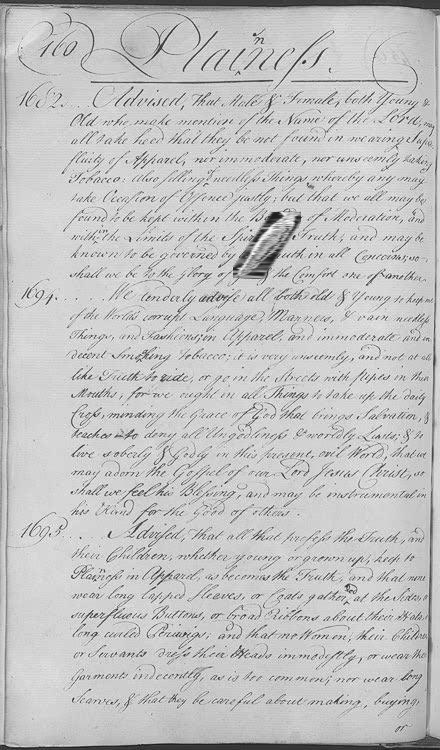 160
Plainess.
n
1682... Advised, That Male & Female, both Young &
Old who make mention of the Name of the Lord, may
all take heed that they be not found in wearing Supr
fluity of Apparel, nor immoderate, nor unseemly taking
Tobacco: also selling needless Things whereby any may
take Occasion of Offence justly; but that we all may be
found to be kept within the of Moderation, and
within the Limits of the Truth, and may be
known to be governed by in all Concerns, so
shall we be to the Glory of & the Comfort one of another.
1694..... We tenderly advise all both old & Young to keep out
of the World's corrupt Language, Manners, & vain needless
Things, and Fashions, in Apparel; and immoderate and in
decent Smoking Tobacco; it is very unseemly, and not at all
like Truth to ride, or go in the Streets with Pipes in their
Mouths; for we ought in all Things to take up the daily
Cross, minding the Grace of God that brings Salvation, &
teaches to deny all Ungodliness & worldly Lusts; & to
live soberly & Godly in this present, evil World, that we
may adorn the Gospel of our Lord Jesus Christ, so
shall we feel his Blessing, and may be instrumental in
his Hand for the Good of others.
1695... Advised, That all that profess the Truth, and
their Children, whether young or grown up, keep to
Plainness in Apparel, as becomes the Truth, and that none
wear long lapped Sleeves, or Coats gathered at the Sides, or
superfluous Buttons, or broad Ribbons about their Hats, or
long curled Periwigs; and that no Women, their Children
or Servants dress their Heads immodestly, or wear their
Garments indecently, as is too common; nor wear long
Scarves, & that they be careful about making, buying,
or